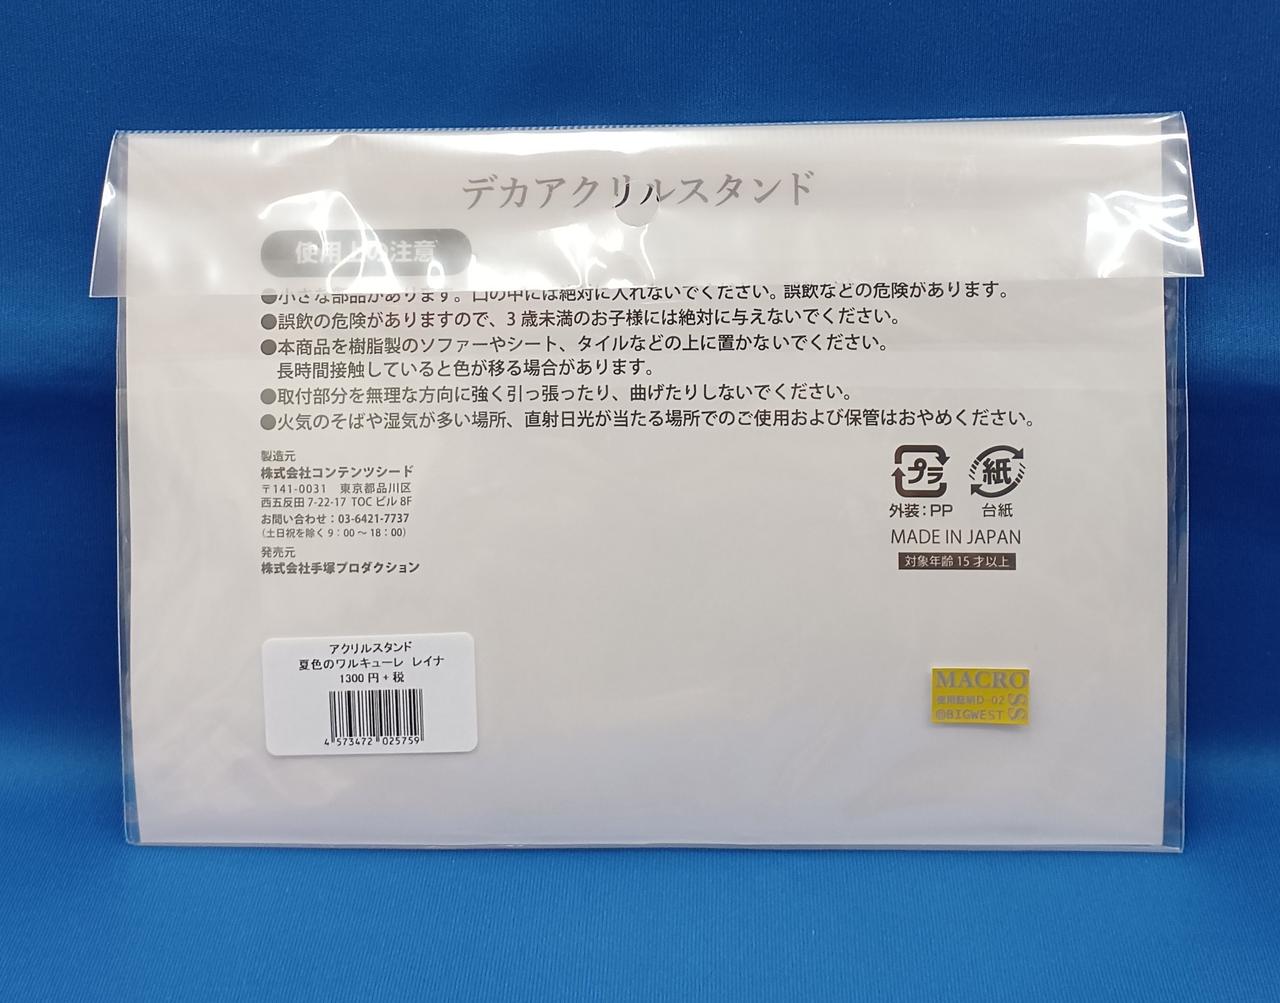 デカアクリルスタンド
使用上の注意
●小さな部品があります。口の中には絶対に入れないでください。誤飲などの危険があります。
●誤飲の危険がありますので、3歳未満のお子様には絶対に与えないでください。
●本商品を樹脂製のソファーやシート、タイルなどの上に置かないでください。
長時間接触していると色が移る場合があります。
●取付部分を無理な方向に強く引っ張ったり、曲げたりしないでください。
●火気のそばや湿気が多い場所、直射日光が当たる場所でのご使用および保管はおやめください。
製造元
株式会社コンテンツシード
〒141-0031 東京都品川区
西五反田 7-22-17 TOC ビル 8F
お問い合わせ：03-6421-7737
（土日祝を除く 9：00 〜 18：00）
発売元
株式会社手塚プロダクション
プラ
紙
外装：PP
台紙
MADE IN JAPAN
対象年齢 15 才以上
アクリルスタンド
夏色のワルキューレ レイナ
1300 円 + 税
4 573472 025759
MACROSS
使用証紙D-02
©BIGWEST